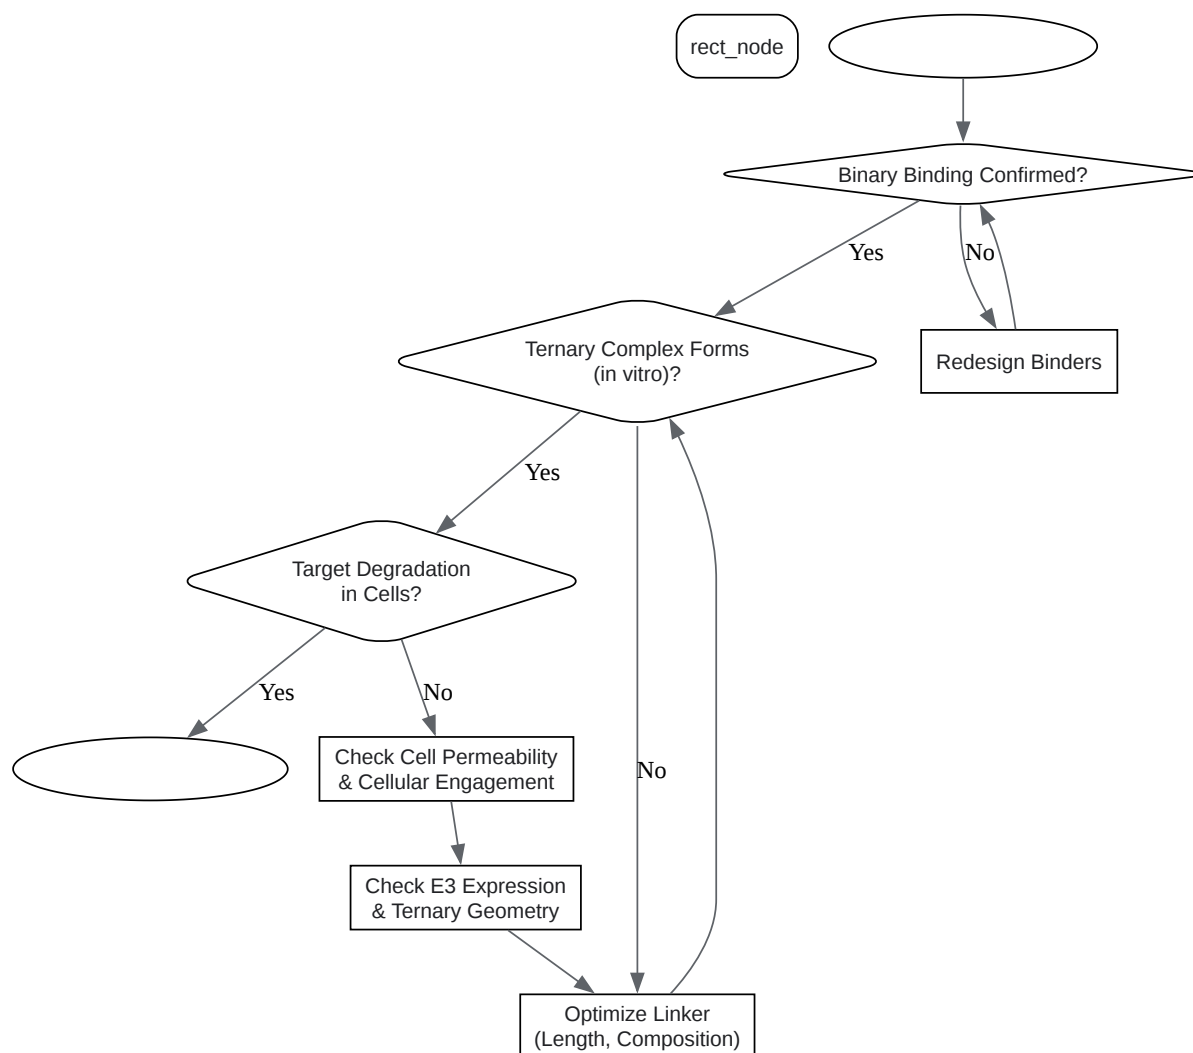 rect_node
Binary Binding Confirmed?
Yes
No
Ternary Complex Forms
(in vitro)?
Redesign Binders
Yes
Target Degradation
in Cells?
Yes
No
No
Check Cell Permeability
& Cellular Engagement
Check E3 Expression
& Ternary Geometry
Optimize Linker
(Length, Composition)